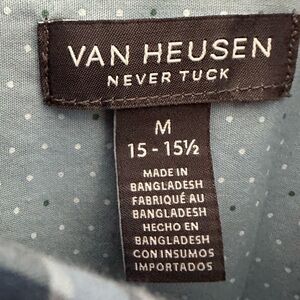 VAN HEUSEN
NEVER TUCK
M
15 - 15½
MADE IN
BANGLADESH
FABRIQUÉ AU
BANGLADESH
HECHO EN
BANGLADESH
CON INSUMOS
IMPORTADOS